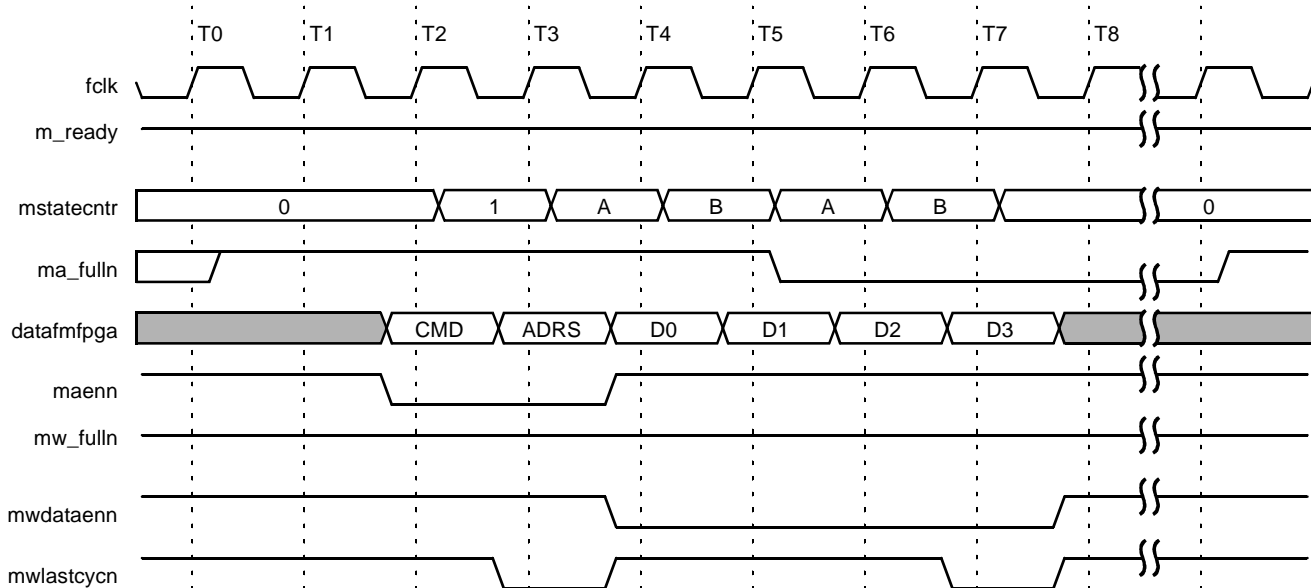 T0 T1 T2 T3 T4 T5 T6 T7 T8
fclk
m_ready
mstatecntr 0 1 A B A B 0
ma_fulln
datafmfpga CMD ADRS D0 D1 D2 D3
maenn
mw_fulln
mwdataenn
mwlastcycn